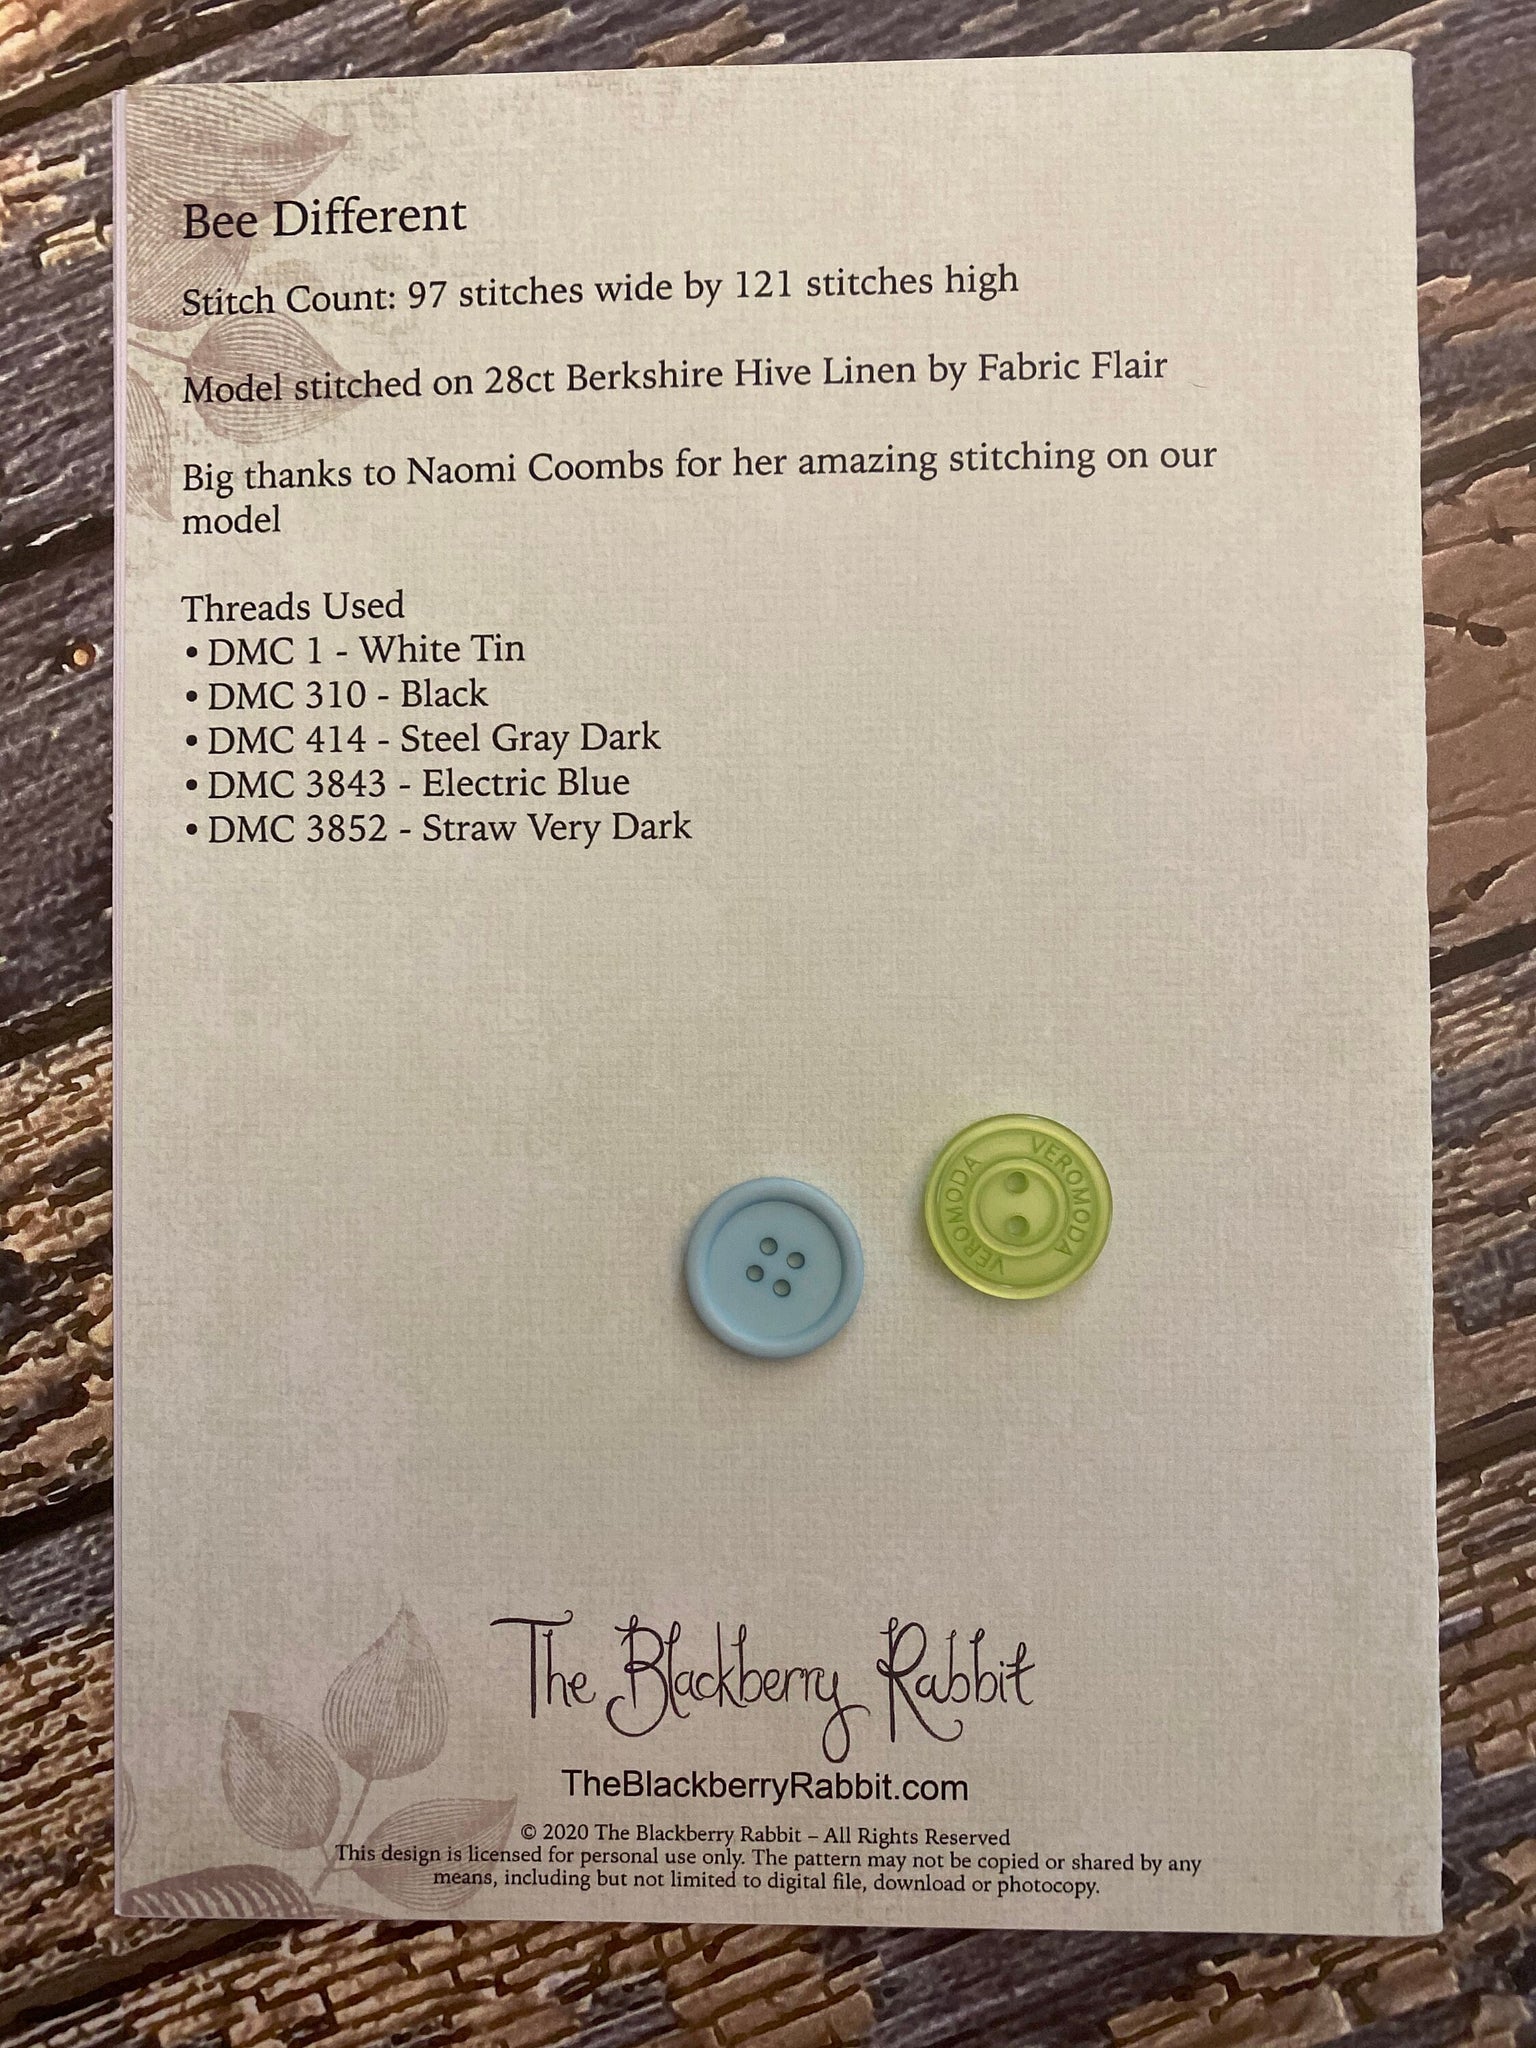 Bee Different
Stitch Count: 97 stitches wide by 121 stitches high
Model stitched on 28ct Berkshire Hive Linen by Fabric Flair
Big thanks to Naomi Coombs for her amazing stitching on our
model
Threads Used
• DMC 1 - White Tin
• DMC 310 - Black
• DMC 414 - Steel Gray Dark
• DMC 3843 - Electric Blue
• DMC 3852 - Straw Very Dark
VEROMODA
VEROMODA
The Blackberry Rabbit
TheBlackberryRabbit.com
© 2020 The Blackberry Rabbit – All Rights Reserved
This design is licensed for personal use only. The pattern may not be copied or shared by any
means, including but not limited to digital file, download or photocopy.